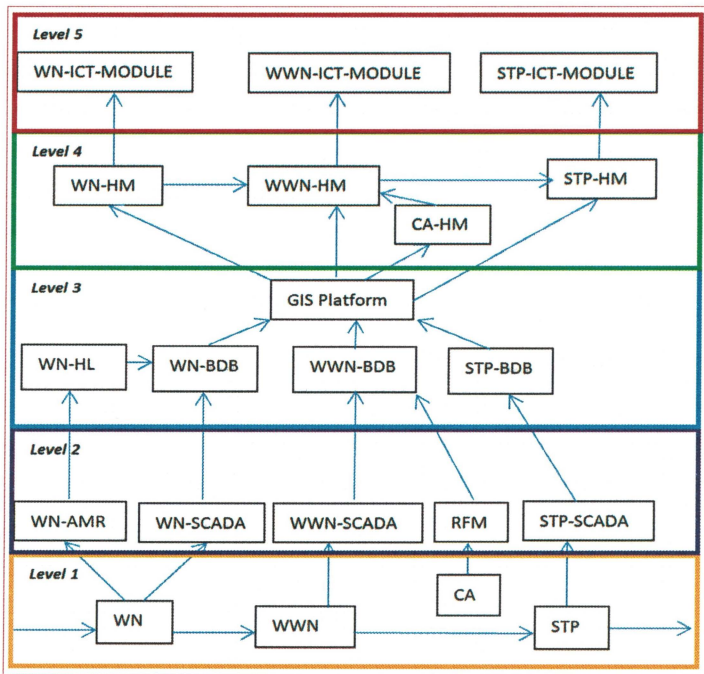 Level 5
WN-ICT-MODULE WWN-ICT-MODULE STP-ICT-MODULE
Level 4
WN-HM WWN-HM STP-HM
CA-HM
Level 3
GIS Platform
WN-HL WN-BDB WWN-BDB STP-BDB
Level 2
WN-AMR WN-SCADA WWN-SCADA RFM STP-SCADA
Level 1
CA
WN WWN STP